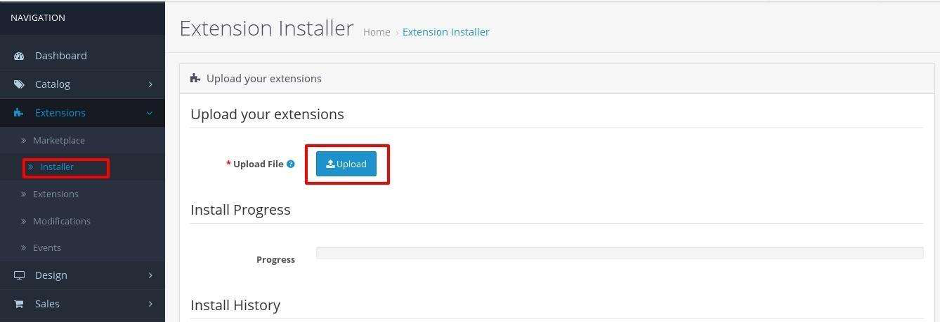 NAVIGATION
Dashboard
Catalog
Extensions
Marketplace
Installer
Extensions
Modifications
Events
Design
Sales
Extension Installer
Home › Extension Installer
Upload your extensions
Upload your extensions
* Upload File
Upload
Install Progress
Progress
Install History